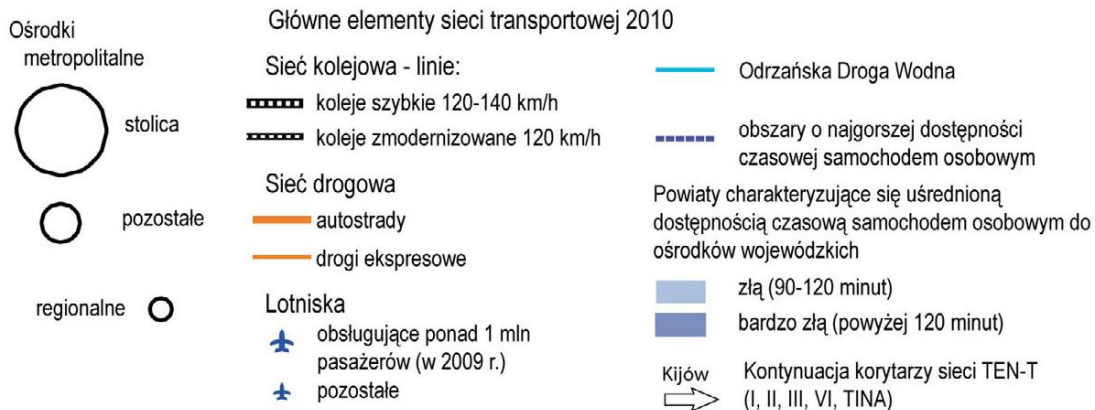 Główne elementy sieci transportowej 2010
Ośrodki
metropolitalne
stolica
pozostałe
regionalne
Sieć kolejowa - linie:
koleje szybkie 120-140 km/h
koleje zmodernizowane 120 km/h
Sieć drogowa
autostrady
drogi ekspresowe
Lotniska
obsługujące ponad 1 mln
pasażerów (w 2009 r.)
pozostałe
Odrzańska Droga Wodna
obszary o najgorszej dostępności
czasowej samochodem osobowym
Powiaty charakteryzujące się uśrednioną
dostępnością czasową samochodem osobowym do
ośrodków wojewódzkich
złą (90-120 minut)
bardzo złą (powyżej 120 minut)
Kijów
Kontynuacja korytarzy sieci TEN-T
(I, II, III, VI, TINA)